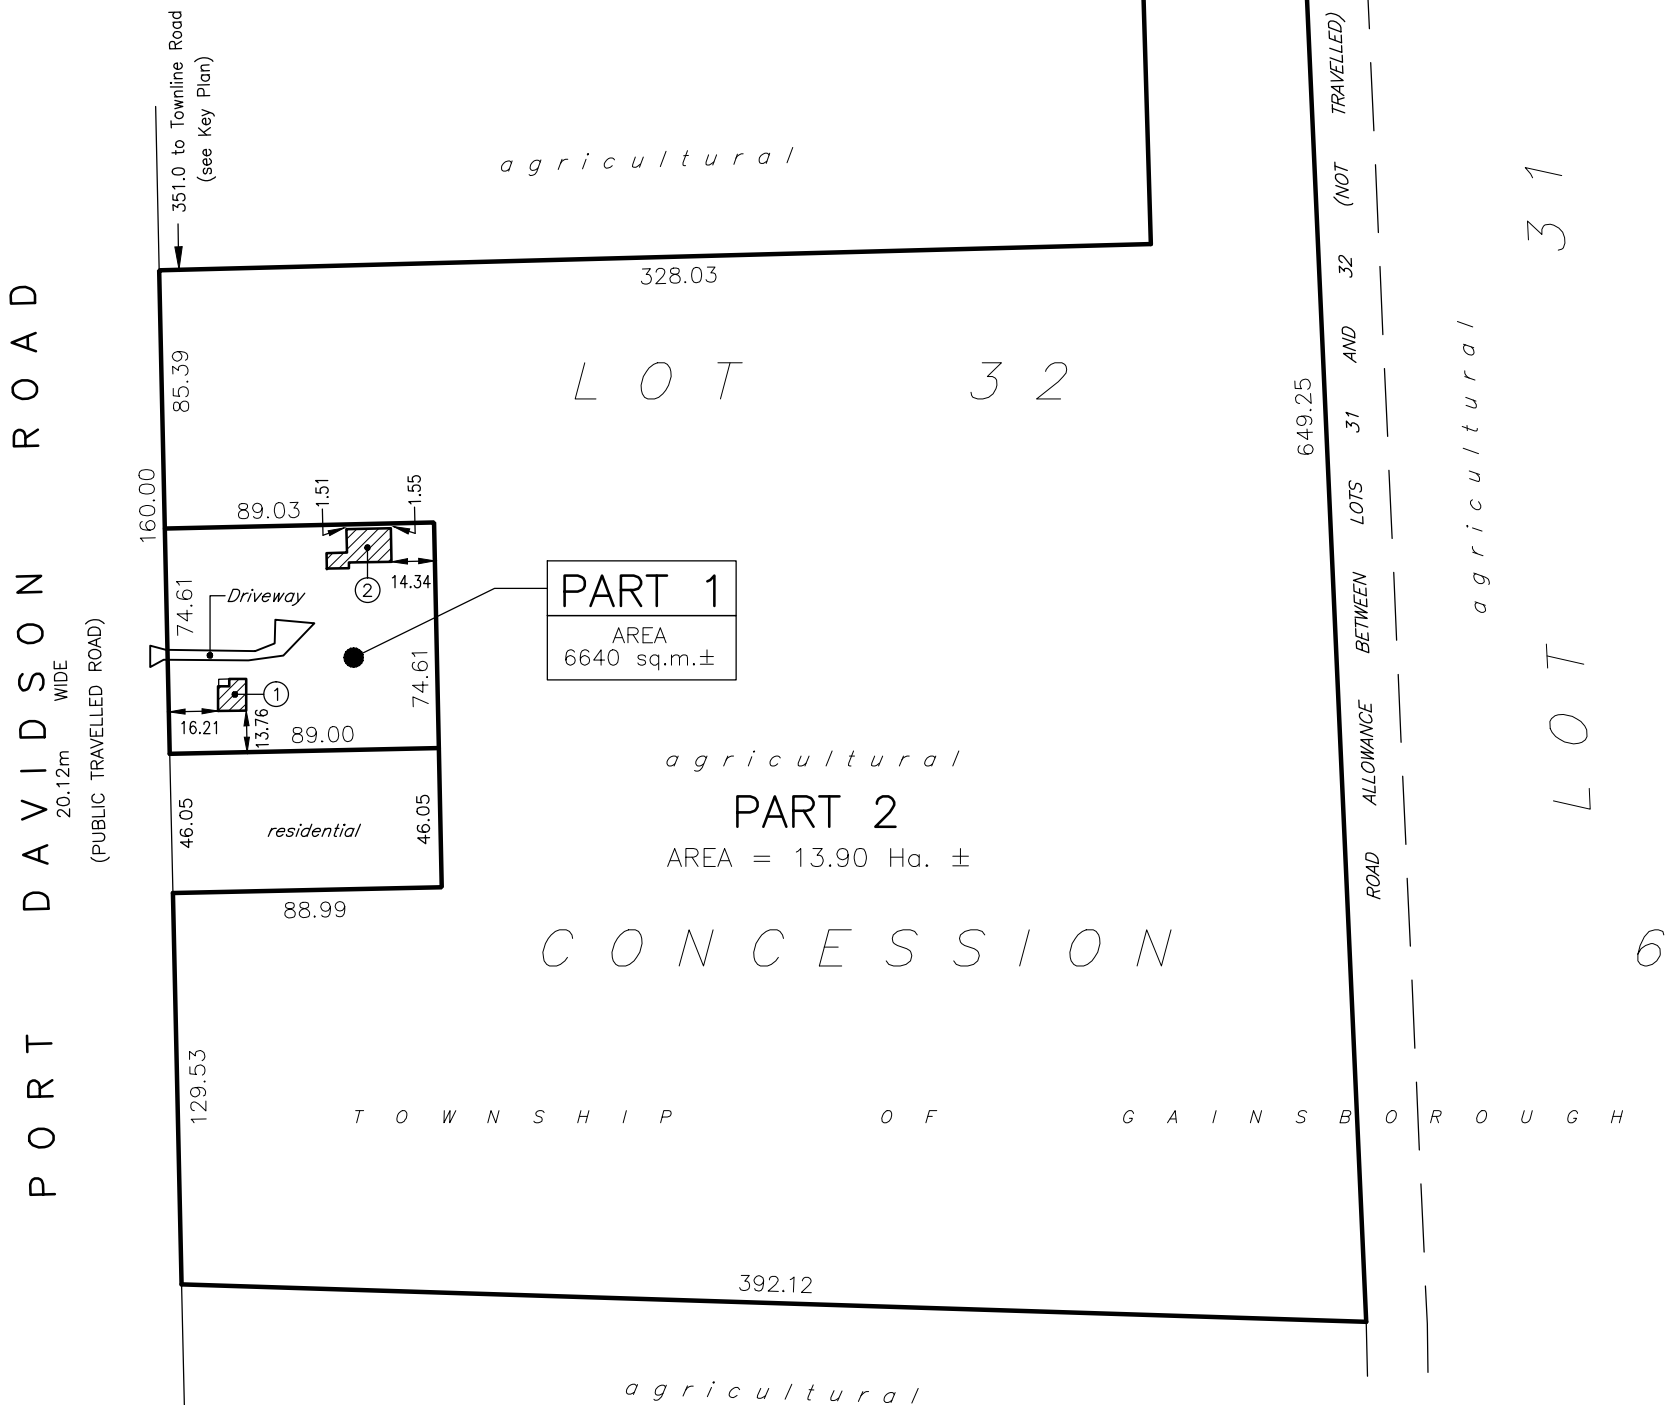 351.0 to Townline Road
(see Key Plan)
agricultural
328.03
LOT 32
85.39
160.00
89.03
1.51
1.55
14.34
2
Driveway
74.61
PART 1
AREA
6640 sq.m.±
74.61
1
16.21
13.76
89.00
46.05
residential
46.05
88.99
agricultural
PART 2
AREA = 13.90 Ha. ±
CONCESSION 6
129.53
TOWNSHIP OF GAINSBOROUGH
392.12
agricultural
PORT DAVIDSON ROAD
20.12m WIDE
(PUBLIC TRAVELLED ROAD)
649.25
ROAD ALLOWANCE BETWEEN LOTS 31 AND 32 (NOT TRAVELLED)
agricultural
LOT 31